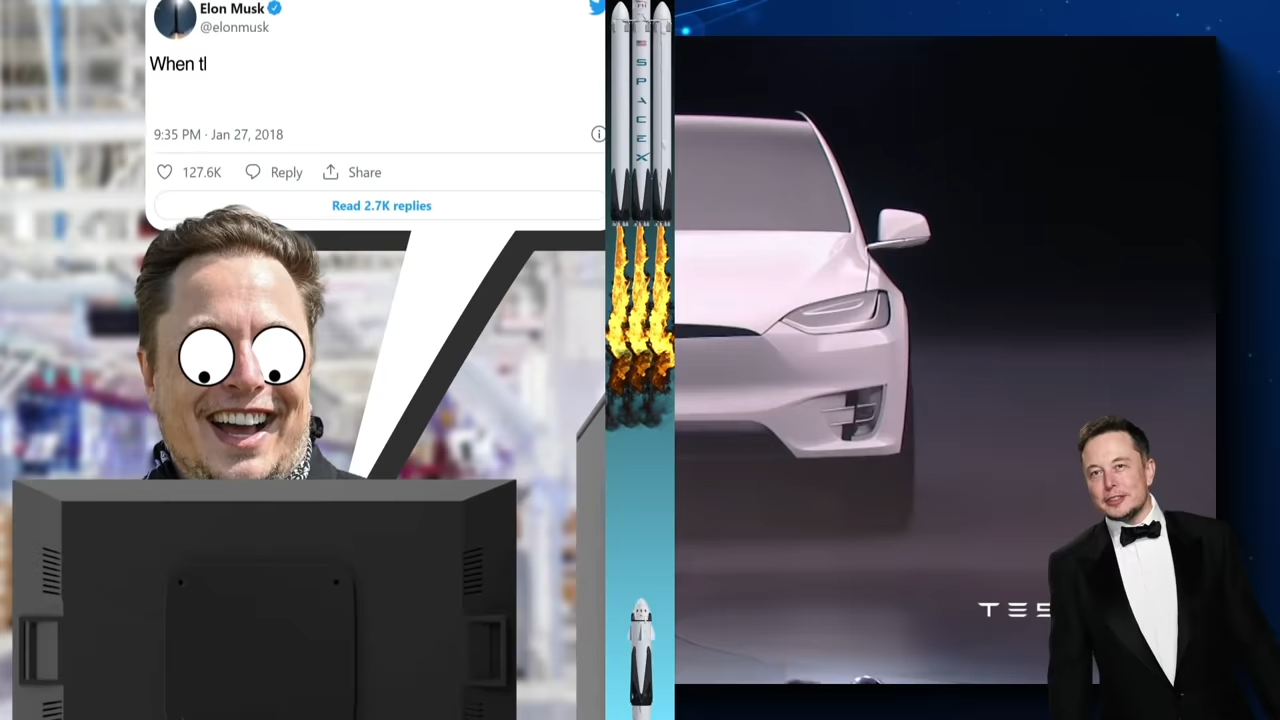 Elon Musk
@elonmusk
When tl
9:35 PM · Jan 27, 2018
127.6K Reply Share
Read 2.7K replies
SPACEX
TES